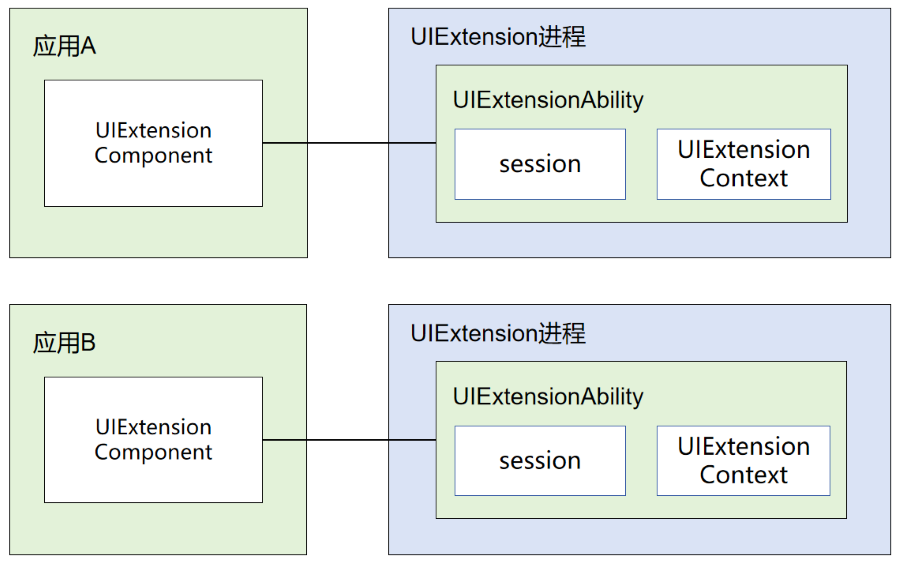 应用A
UIExtension
Component
UIExtension进程
UIExtensionAbility
session
UIExtension
Context
应用B
UIExtension
Component
UIExtension进程
UIExtensionAbility
session
UIExtension
Context